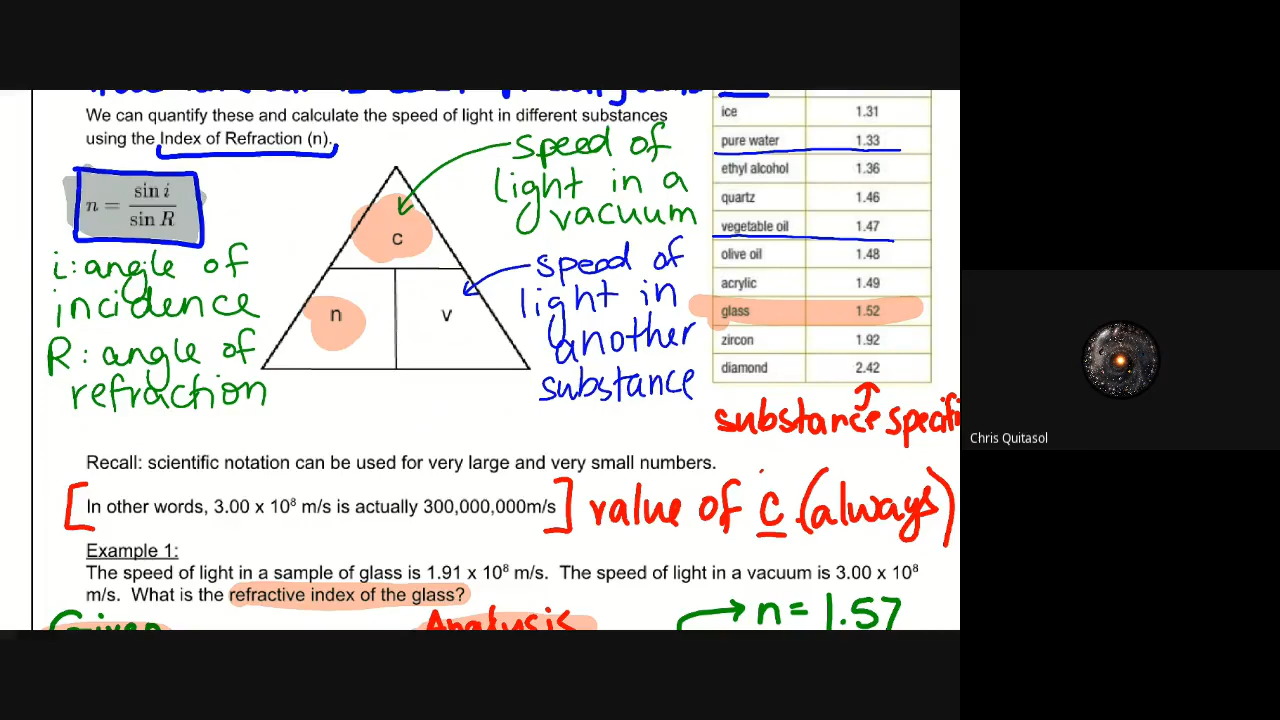 We can quantify these and calculate the speed of light in different substances
using the Index of Refraction (n).
n = sin i / sin R
i: angle of
incidence
R: angle of
refraction
c
n
v
speed of
light in a
vacuum
speed of
light in
another
substance
ice 1.31
pure water 1.33
ethyl alcohol 1.36
quartz 1.46
vegetable oil 1.47
olive oil 1.48
acrylic 1.49
glass 1.52
zircon 1.92
diamond 2.42
substance specifi
Recall: scientific notation can be used for very large and very small numbers.
[In other words, 3.00 x 10⁸ m/s is actually 300,000,000m/s] value of c (always)
Example 1:
The speed of light in a sample of glass is 1.91 x 10⁸ m/s. The speed of light in a vacuum is 3.00 x 10⁸
m/s. What is the refractive index of the glass?
Given
Analysis
n = 1.57
Chris Quitasol